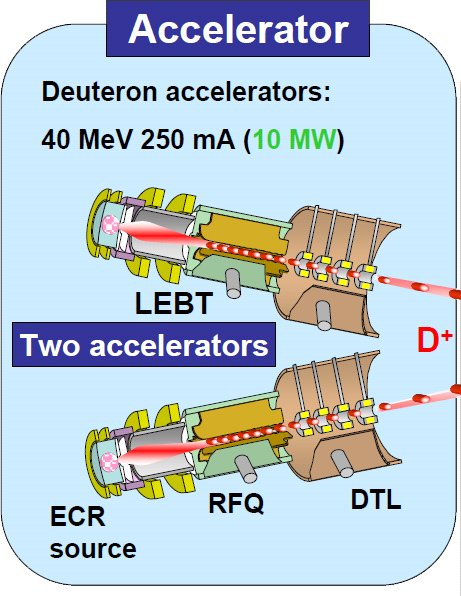 Accelerator
Deuteron accelerators:
40 MeV 250 mA (10 MW)
LEBT
Two accelerators
D⁺
RFQ
DTL
ECR
source